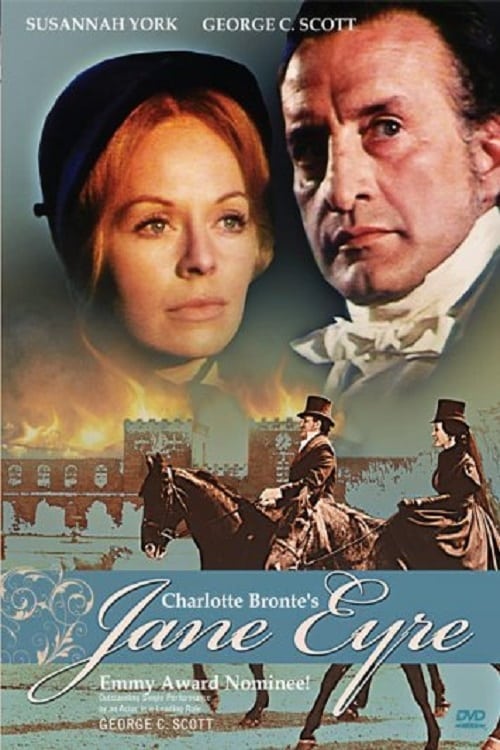 SUSANNAH YORK GEORGE C. SCOTT
Charlotte Bronte's
Jane Eyre
Emmy Award Nominee!
Outstanding Single Performance
by an Actor in a Leading Role
GEORGE C. SCOTT
DVD